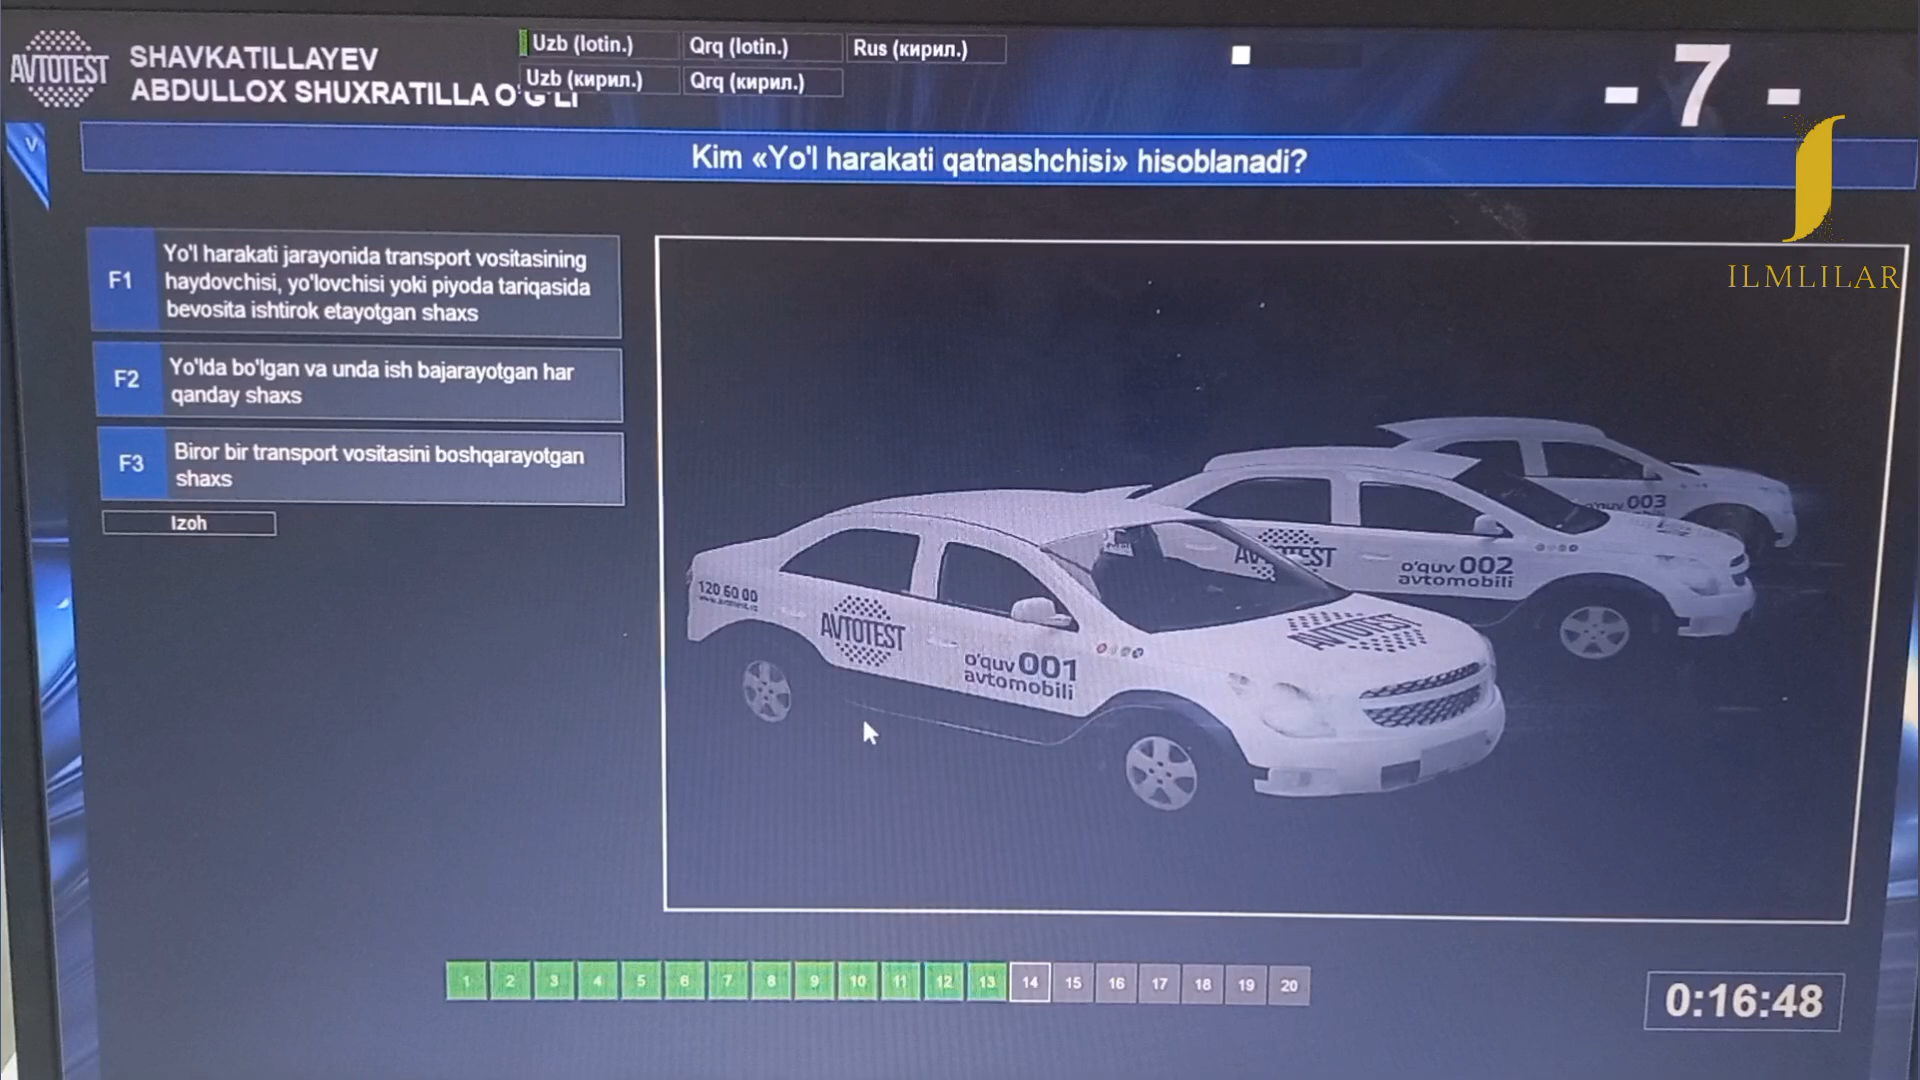 AVTOTEST
SHAVKATILLAYEV
ABDULLOX SHUXRATILLA O'G'LI
Uzb (lotin.)
Qrq (lotin.)
Rus (кирил.)
Uzb (кирил.)
Qrq (кирил.)
- 7 -
V
Kim «Yo'l harakati qatnashchisi» hisoblanadi?
ILMLILAR
F1
Yo'l harakati jarayonida transport vositasining
haydovchisi, yo'lovchisi yoki piyoda tariqasida
bevosita ishtirok etayotgan shaxs
F2
Yo'lda bo'lgan va unda ish bajarayotgan har
qanday shaxs
F3
Biror bir transport vositasini boshqarayotgan
shaxs
Izoh
o'quv 003
AVTOTEST
o'quv 002
avtomobili
120 60 00
AVTOTEST
o'quv 001
avtomobili
AVTOTEST
1 2 3 4 5 6 7 8 9 10 11 12 13 14 15 16 17 18 19 20
0:16:48